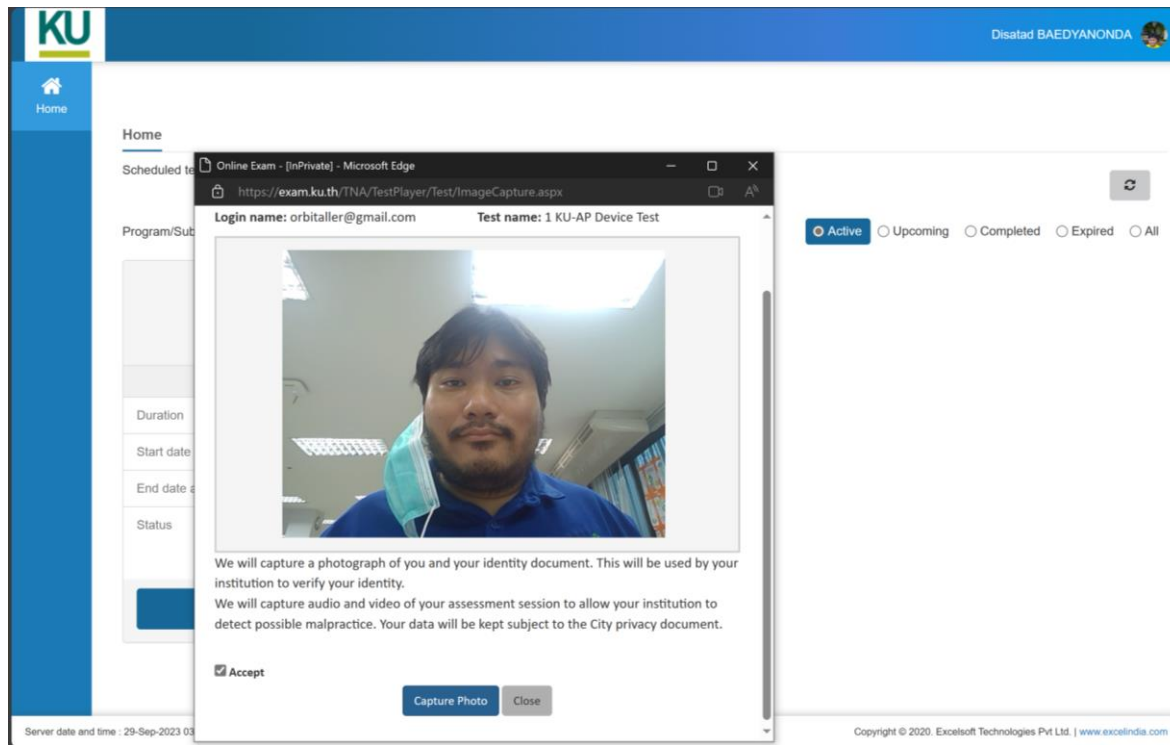 KU
Disatad BAEDYANONDA
Home
Home
Scheduled te
Online Exam - [InPrivate] - Microsoft Edge
https://exam.ku.th/TNA/TestPlayer/Test/ImageCapture.aspx
Login name: orbitaller@gmail.com Test name: 1 KU-AP Device Test
Program/Sub
Active Upcoming Completed Expired All
Duration
Start date
End date a
Status
We will capture a photograph of you and your identity document. This will be used by your
institution to verify your identity.
We will capture audio and video of your assessment session to allow your institution to
detect possible malpractice. Your data will be kept subject to the City privacy document.
Accept
Capture Photo Close
Server date and time : 29-Sep-2023 03
Copyright © 2020. Excelsoft Technologies Pvt Ltd. | www.excelindia.com